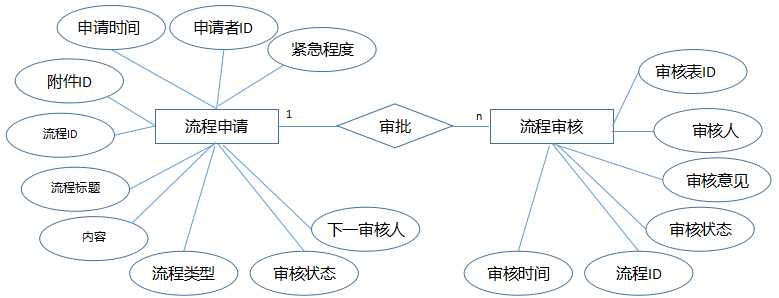 申请时间
申请者ID
紧急程度
附件ID
审核表ID
流程ID
流程申请
1
审批
n
流程审核
审核人
流程标题
审核意见
内容
下一审核人
审核状态
流程类型
审核状态
审核时间
流程ID